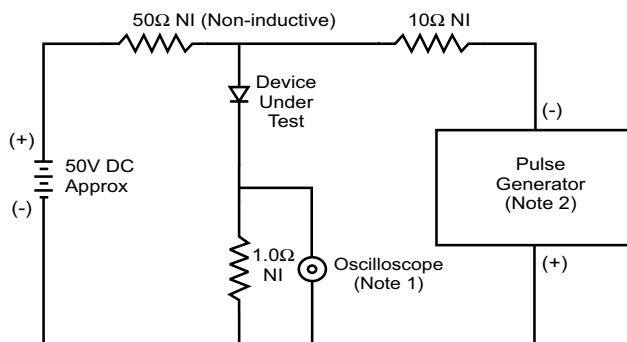 50Ω NI (Non-inductive)
10Ω NI
Device
Under
Test
(+)
50V DC
Approx
(-)
(-)
Pulse
Generator
(Note 2)
(+)
1.0Ω
NI
Oscilloscope
(Note 1)